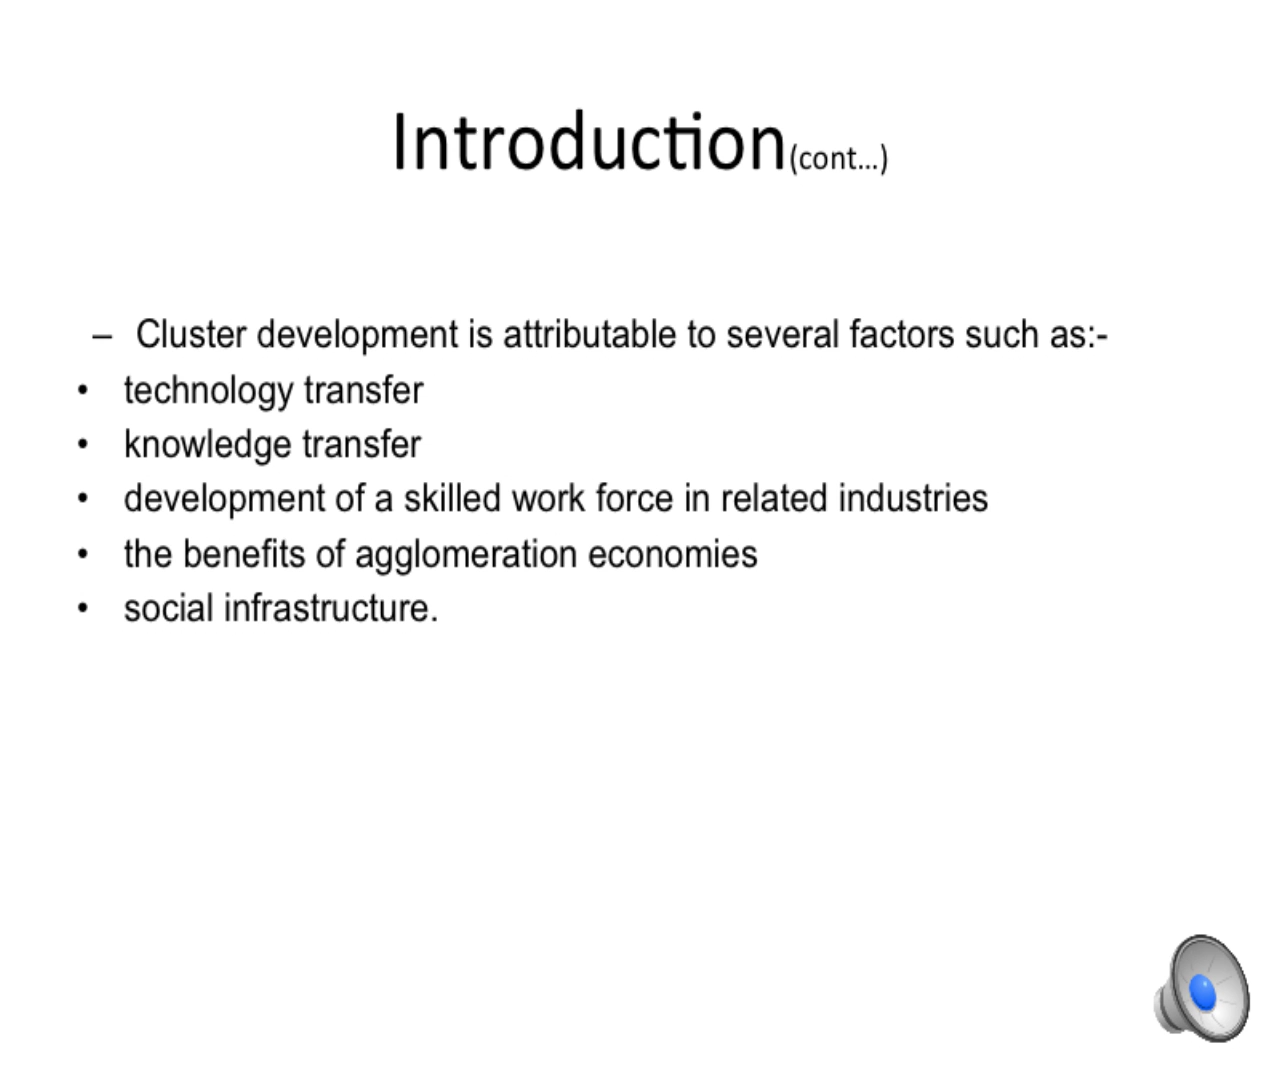 Introduction(cont...)
– Cluster development is attributable to several factors such as:-
• technology transfer
• knowledge transfer
• development of a skilled work force in related industries
• the benefits of agglomeration economies
• social infrastructure.